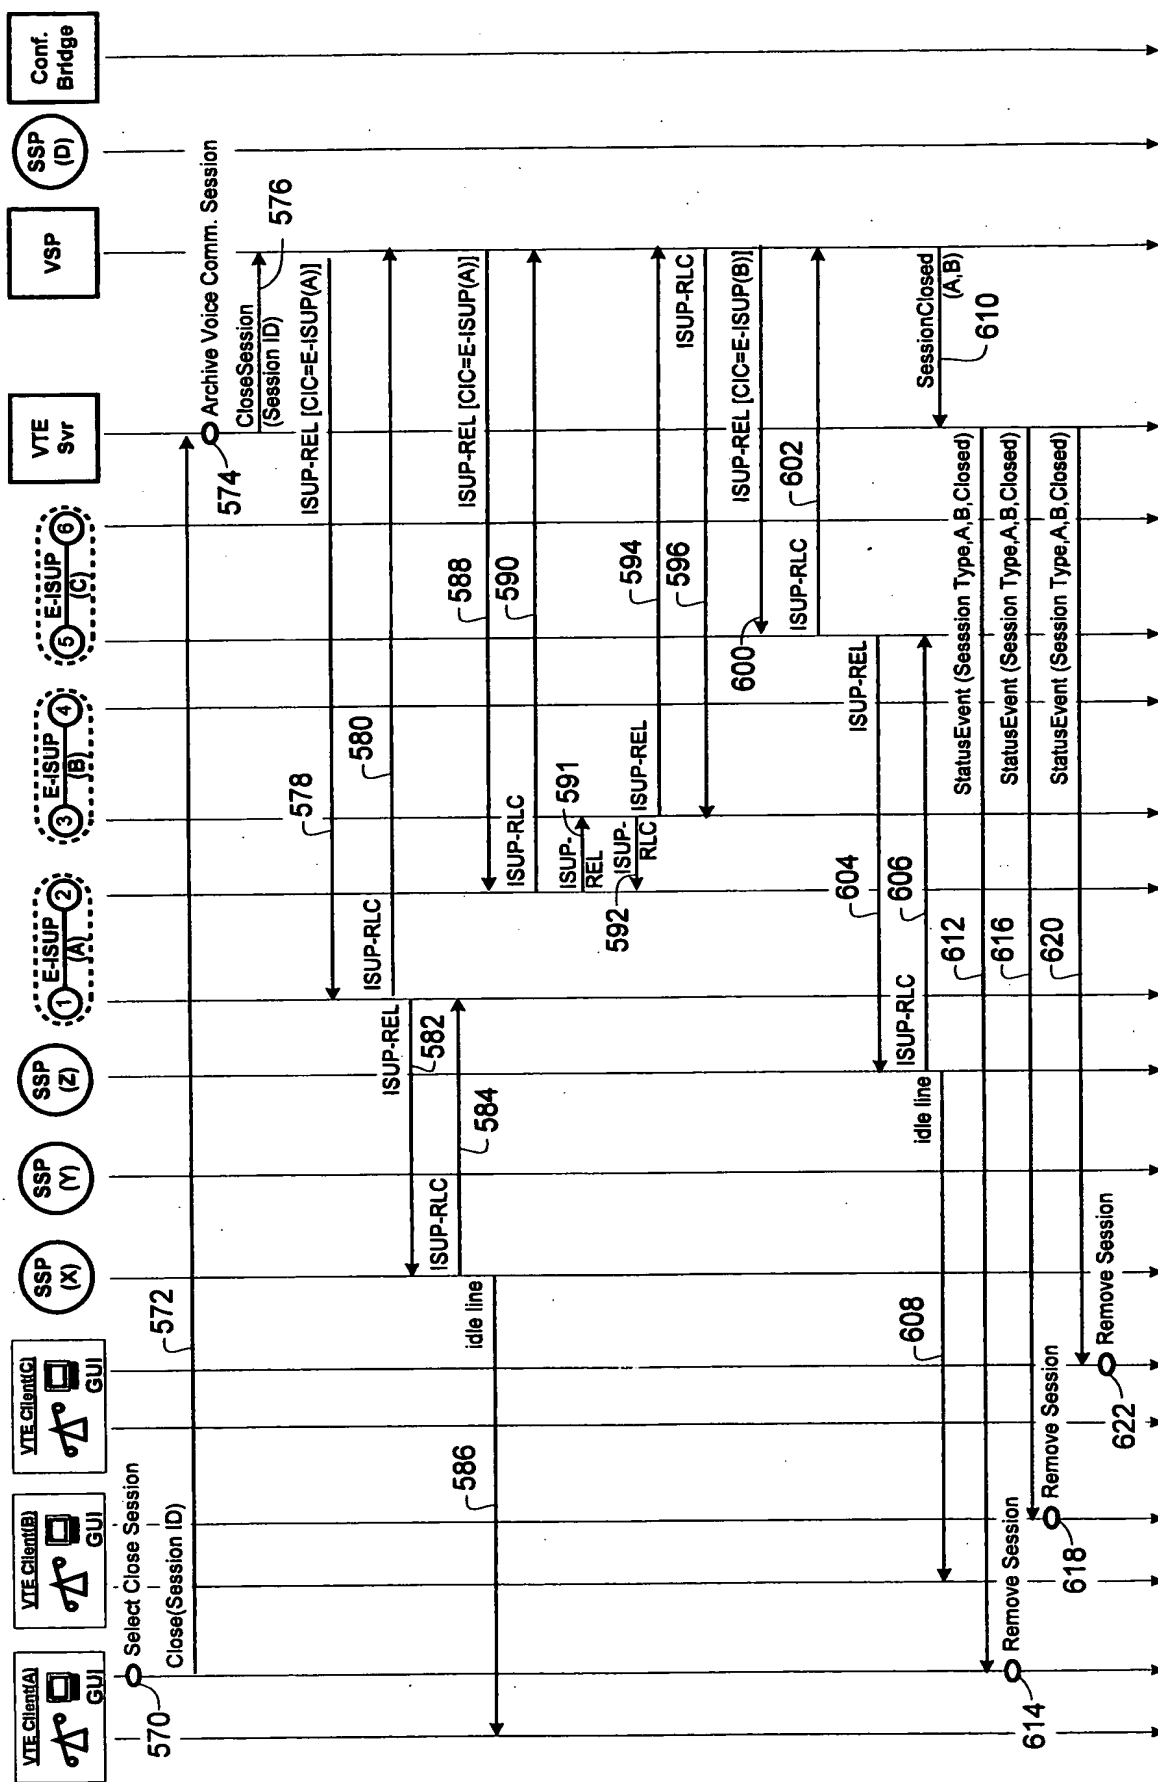 VTE Client(A)
GUI
VTE Client(B)
GUI
VTE Client(C)
GUI
SSP
(X)
SSP
(Y)
SSP
(Z)
1
E-ISUP
(A)
2
3
E-ISUP
(B)
4
5
E-ISUP
(C)
6
VTE
Svr
VSP
SSP
(D)
Conf.
Bridge
570
Select Close Session
Close(Session ID)
572
574
Archive Voice Comm. Session
CloseSession
(Session ID)
576
ISUP-REL [CIC=E-ISUP(A)]
578
ISUP-RLC
580
ISUP-REL
582
ISUP-RLC
584
idle line
586
ISUP-REL [CIC=E-ISUP(A)]
588
ISUP-RLC
590
ISUP-
REL
591
ISUP-
RLC
592
ISUP-REL
594
ISUP-RLC
596
ISUP-REL [CIC=E-ISUP(B)]
600
ISUP-RLC
602
ISUP-REL
604
ISUP-RLC
606
idle line
608
SessionClosed
(A,B)
610
StatusEvent (Session Type,A,B,Closed)
612
Remove Session
614
StatusEvent (Session Type,A,B,Closed)
616
Remove Session
618
StatusEvent (Session Type,A,B,Closed)
620
Remove Session
622